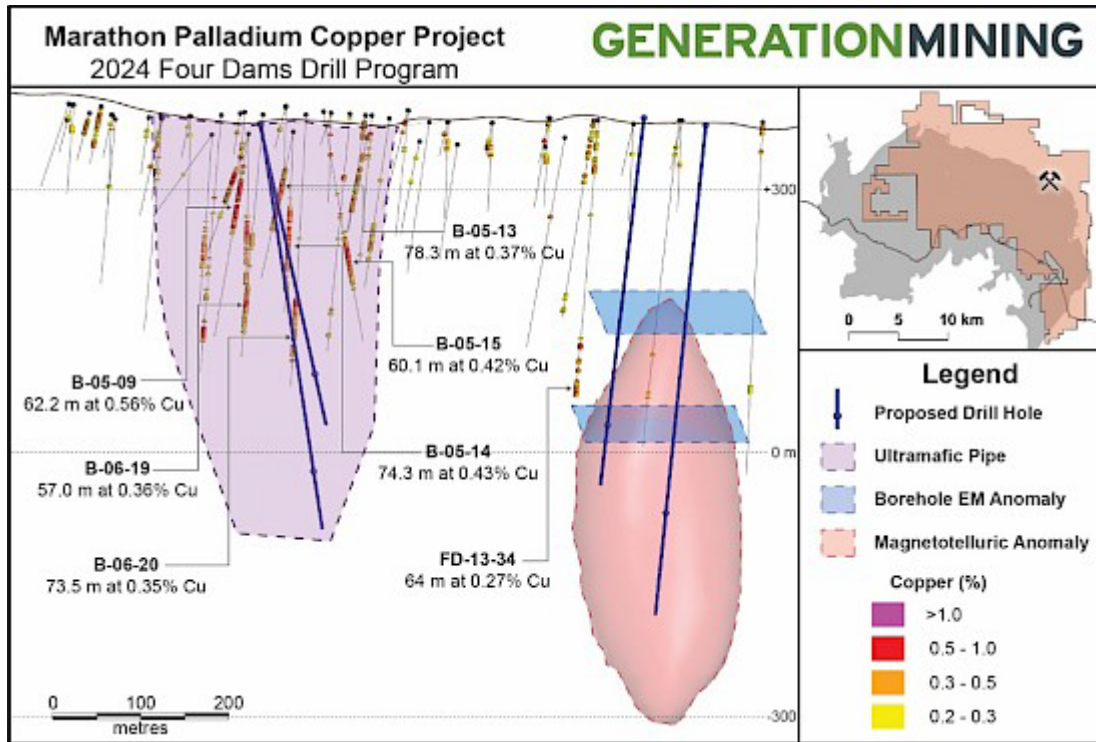 Marathon Palladium Copper Project
2024 Four Dams Drill Program
GENERATIONMINING
+300
B-05-13
78.3 m at 0.37% Cu
B-05-15
60.1 m at 0.42% Cu
B-05-09
62.2 m at 0.56% Cu
B-05-14
74.3 m at 0.43% Cu
0 m
B-06-19
57.0 m at 0.36% Cu
B-06-20
73.5 m at 0.35% Cu
FD-13-34
64 m at 0.27% Cu
0 100 200
metres
-300
0 5 10 km
Legend
Proposed Drill Hole
Ultramafic Pipe
Borehole EM Anomaly
Magnetotelluric Anomaly
Copper (%)
>1.0
0.5 - 1.0
0.3 - 0.5
0.2 - 0.3